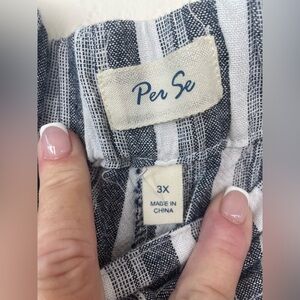 Per Se
3X
MADE IN
CHINA